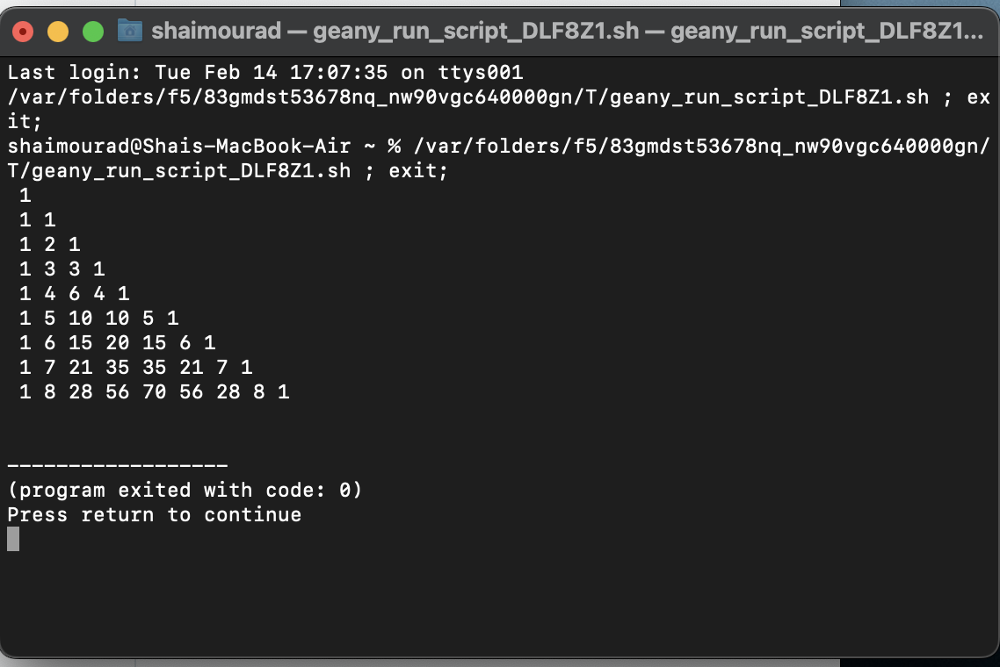 shaimourad — geany_run_script_DLF8Z1.sh — geany_run_script_DLF8Z1...
Last login: Tue Feb 14 17:07:35 on ttys001
/var/folders/f5/83gmdst53678nq_nw90vgc640000gn/T/geany_run_script_DLF8Z1.sh ; ex
it;
shaimourad@Shais-MacBook-Air ~ % /var/folders/f5/83gmdst53678nq_nw90vgc640000gn/
T/geany_run_script_DLF8Z1.sh ; exit;
1
1 1
1 2 1
1 3 3 1
1 4 6 4 1
1 5 10 10 5 1
1 6 15 20 15 6 1
1 7 21 35 35 21 7 1
1 8 28 56 70 56 28 8 1
------------------
(program exited with code: 0)
Press return to continue